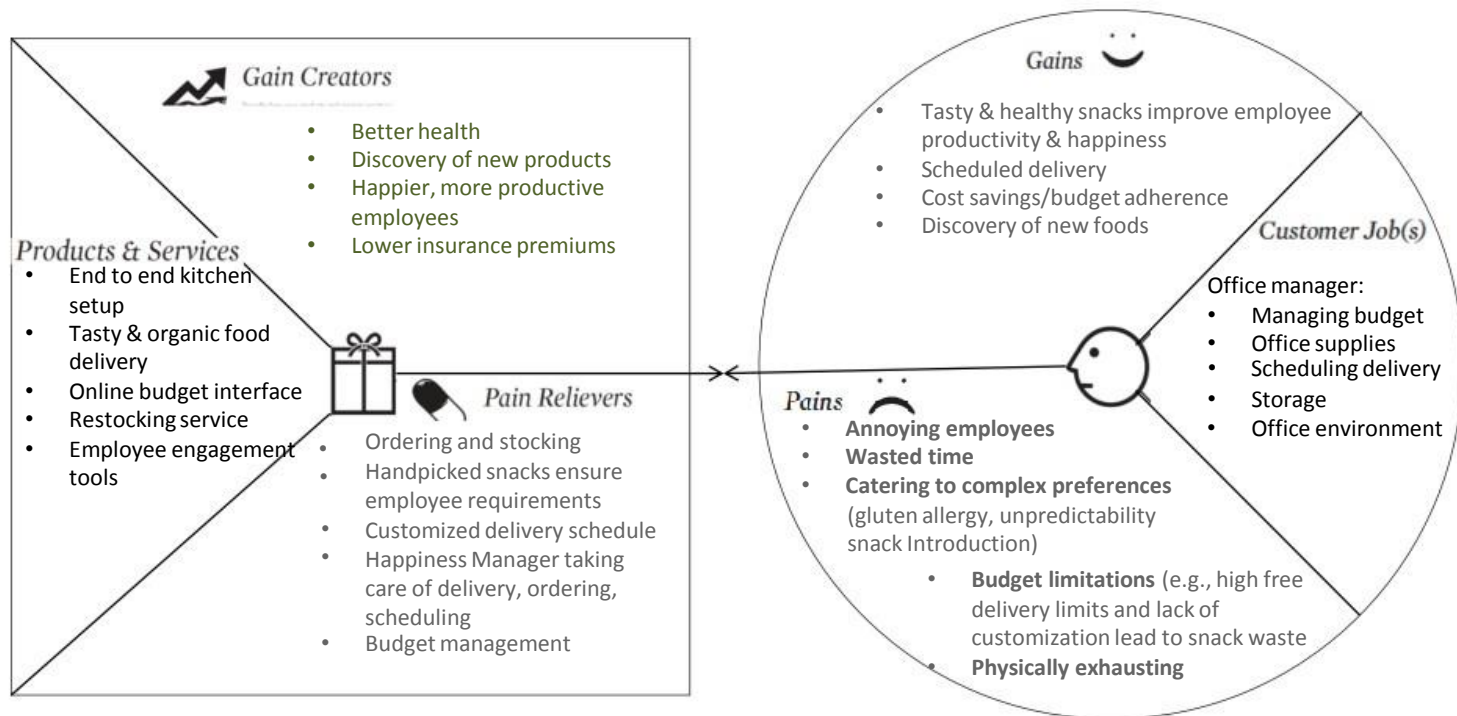 Gain Creators
• Better health
• Discovery of new products
• Happier, more productive
employees
• Lower insurance premiums
Products & Services
• End to end kitchen
setup
• Tasty & organic food
delivery
• Online budget interface
• Restocking service
• Employee engagement
tools
Pain Relievers
• Ordering and stocking
• Handpicked snacks ensure
employee requirements
• Customized delivery schedule
• Happiness Manager taking
care of delivery, ordering,
scheduling
• Budget management
Gains
• Tasty & healthy snacks improve employee
productivity & happiness
• Scheduled delivery
• Cost savings/budget adherence
• Discovery of new foods
Customer Job(s)
Office manager:
• Managing budget
• Office supplies
• Scheduling delivery
• Storage
• Office environment
Pains
• Annoying employees
• Wasted time
• Catering to complex preferences
(gluten allergy, unpredictability
snack Introduction)
• Budget limitations (e.g., high free
delivery limits and lack of
customization lead to snack waste
• Physically exhausting